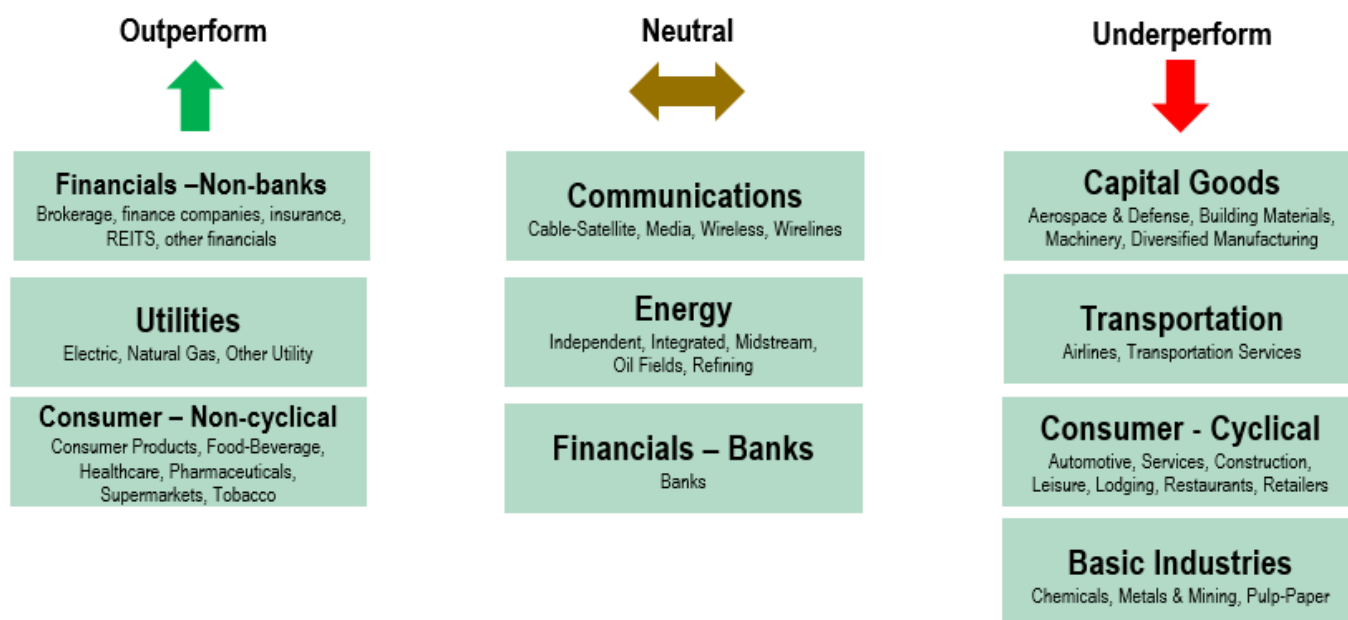 Outperform
Financials –Non-banks
Brokerage, finance companies, insurance,
REITS, other financials
Utilities
Electric, Natural Gas, Other Utility
Consumer – Non-cyclical
Consumer Products, Food-Beverage,
Healthcare, Pharmaceuticals,
Supermarkets, Tobacco
Neutral
Communications
Cable-Satellite, Media, Wireless, Wirelines
Energy
Independent, Integrated, Midstream,
Oil Fields, Refining
Financials – Banks
Banks
Underperform
Capital Goods
Aerospace & Defense, Building Materials,
Machinery, Diversified Manufacturing
Transportation
Airlines, Transportation Services
Consumer - Cyclical
Automotive, Services, Construction,
Leisure, Lodging, Restaurants, Retailers
Basic Industries
Chemicals, Metals & Mining, Pulp-Paper